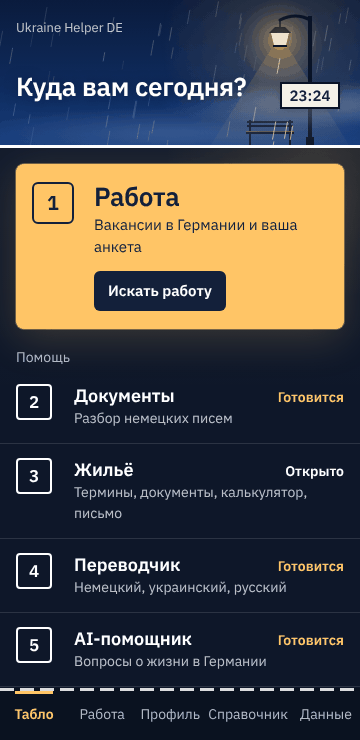 Ukraine Helper DE
Куда вам сегодня?
23:24
1
Работа
Вакансии в Германии и ваша
анкета
Искать работу
Помощь
2
Документы
Готовится
Разбор немецких писем
3
Жильё
Открыто
Термины, документы, калькулятор,
письмо
4
Переводчик
Готовится
Немецкий, украинский, русский
5
AI-помощник
Готовится
Вопросы о жизни в Германии
Табло
Работа
Профиль
Справочник
Данные